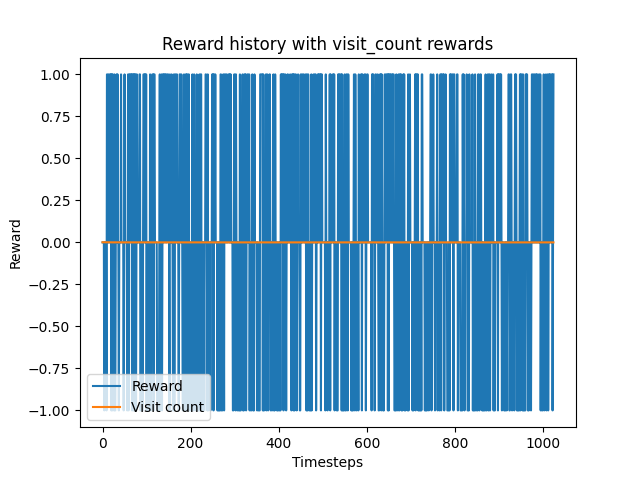 Reward history with visit_count rewards
1.00
0.75
0.50
0.25
0.00
−0.25
−0.50
−0.75
−1.00
Reward
Reward
Visit count
0 200 400 600 800 1000
Timesteps